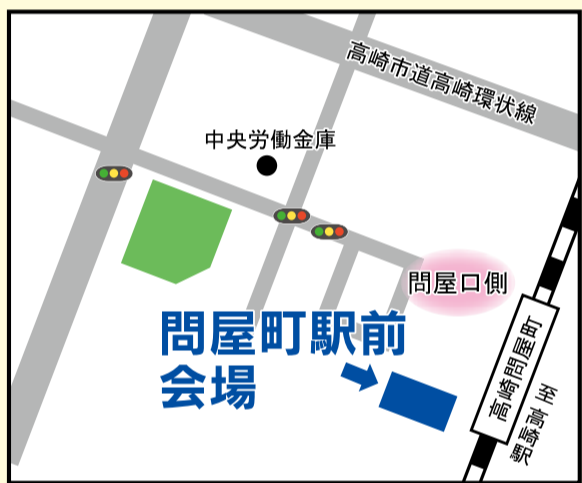 高崎市道高崎環状線
中央労働金庫
問屋口側
問屋町駅前
会場
高崎問屋町
至 高崎駅